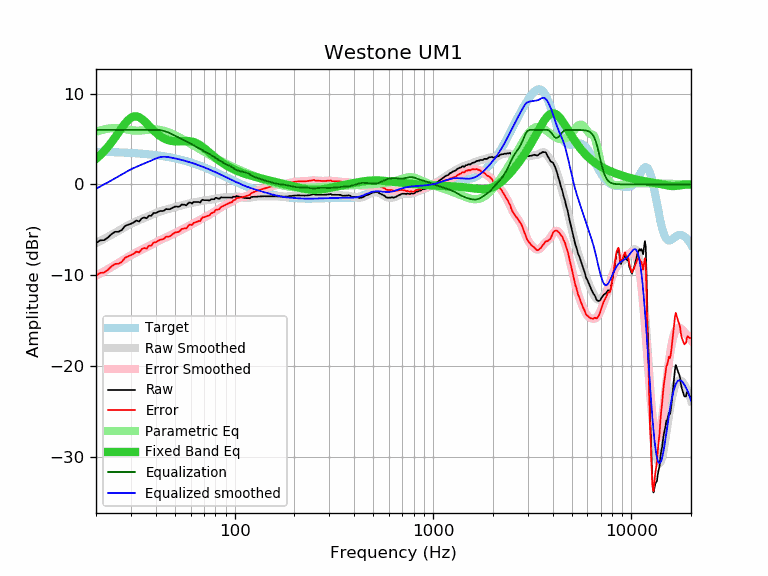 Westone UM1
Amplitude (dBr)
10
0
−10
−20
−30
Target
Raw Smoothed
Error Smoothed
Raw
Error
Parametric Eq
Fixed Band Eq
Equalization
Equalized smoothed
100
1000
10000
Frequency (Hz)